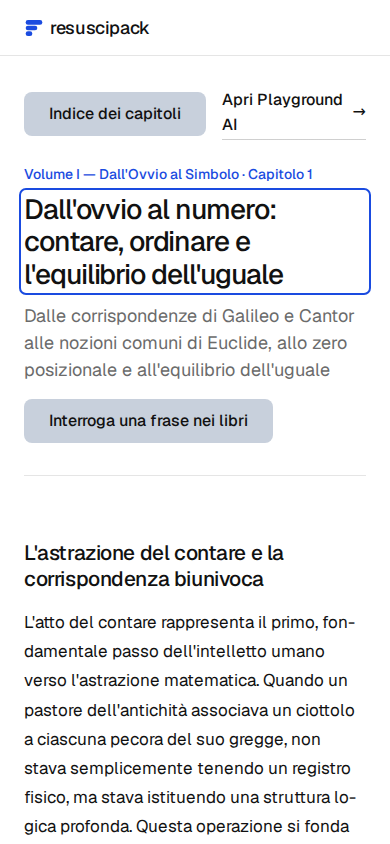 resuscipack
Indice dei capitoli
Apri Playground
AI
→
Volume I — Dall'Ovvio al Simbolo · Capitolo 1
Dall'ovvio al numero:
contare, ordinare e
l'equilibrio dell'uguale
Dalle corrispondenze di Galileo e Cantor
alle nozioni comuni di Euclide, allo zero
posizionale e all'equilibrio dell'uguale
Interroga una frase nei libri
L'astrazione del contare e la
corrispondenza biunivoca
L'atto del contare rappresenta il primo, fon-
damentale passo dell'intelletto umano
verso l'astrazione matematica. Quando un
pastore dell'antichità associava un ciottolo
a ciascuna pecora del suo gregge, non
stava semplicemente tenendo un registro
fisico, ma stava istituendo una struttura lo-
gica profonda. Questa operazione si fonda